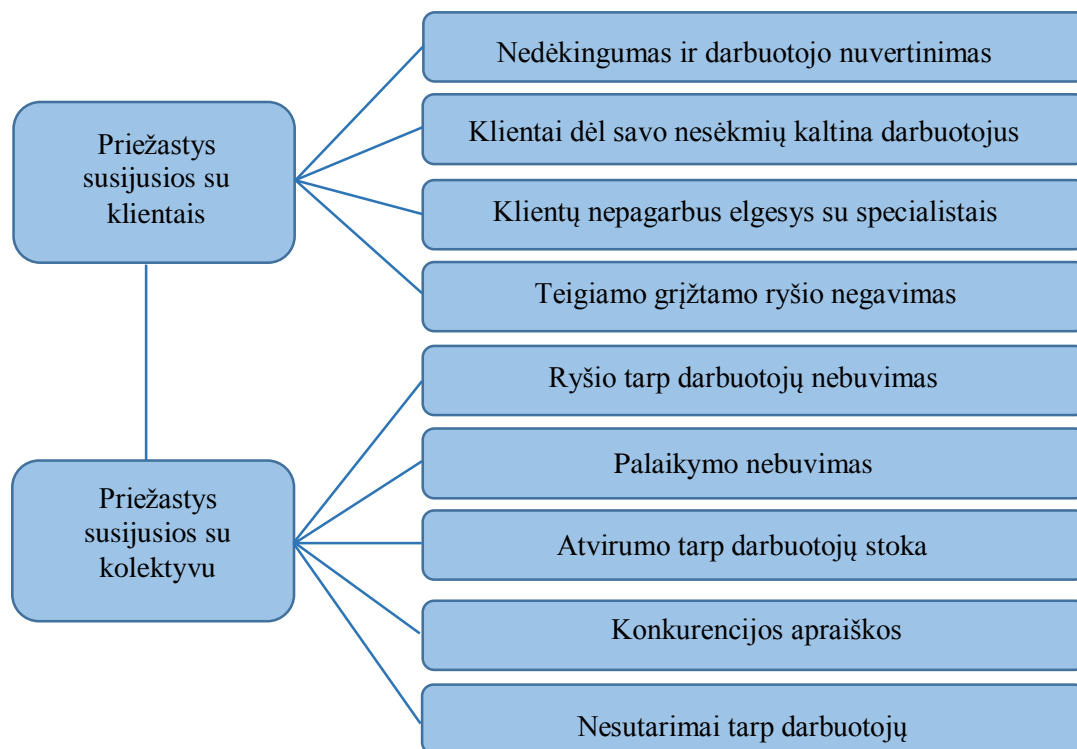 Priežastys
susijusios su
klientais
Nedėkingumas ir darbuotojo nuvertinimas
Klientai dėl savo nesėkmių kaltina darbuotojus
Klientų nepagarbus elgesys su specialistais
Teigiamo grįžtamo ryšio negavimas
Priežastys
susijusios su
kolektyvu
Ryšio tarp darbuotojų nebuvimas
Palaikymo nebuvimas
Atvirumo tarp darbuotojų stoka
Konkurencijos apraiškos
Nesutarimai tarp darbuotojų